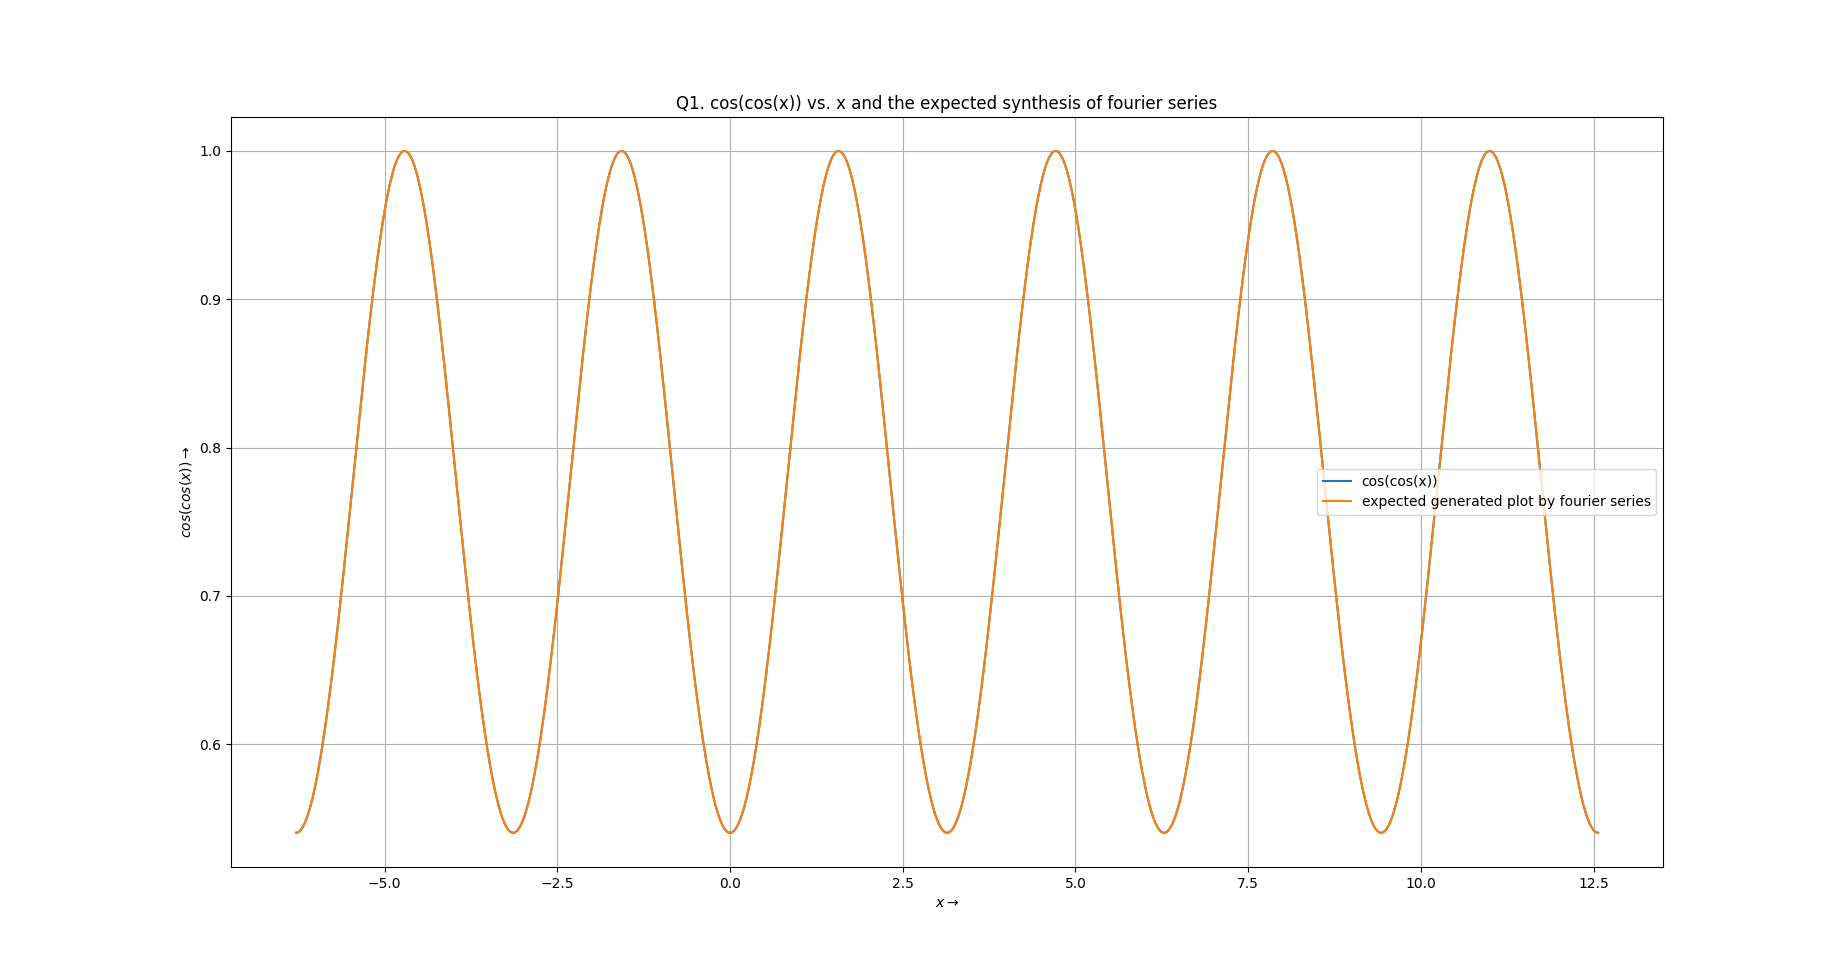 Q1. cos(cos(x)) vs. x and the expected synthesis of fourier series
1.0
0.9
0.8
0.7
0.6
cos(cos(x)) →
cos(cos(x))
expected generated plot by fourier series
−5.0 −2.5 0.0 2.5 5.0 7.5 10.0 12.5
x →